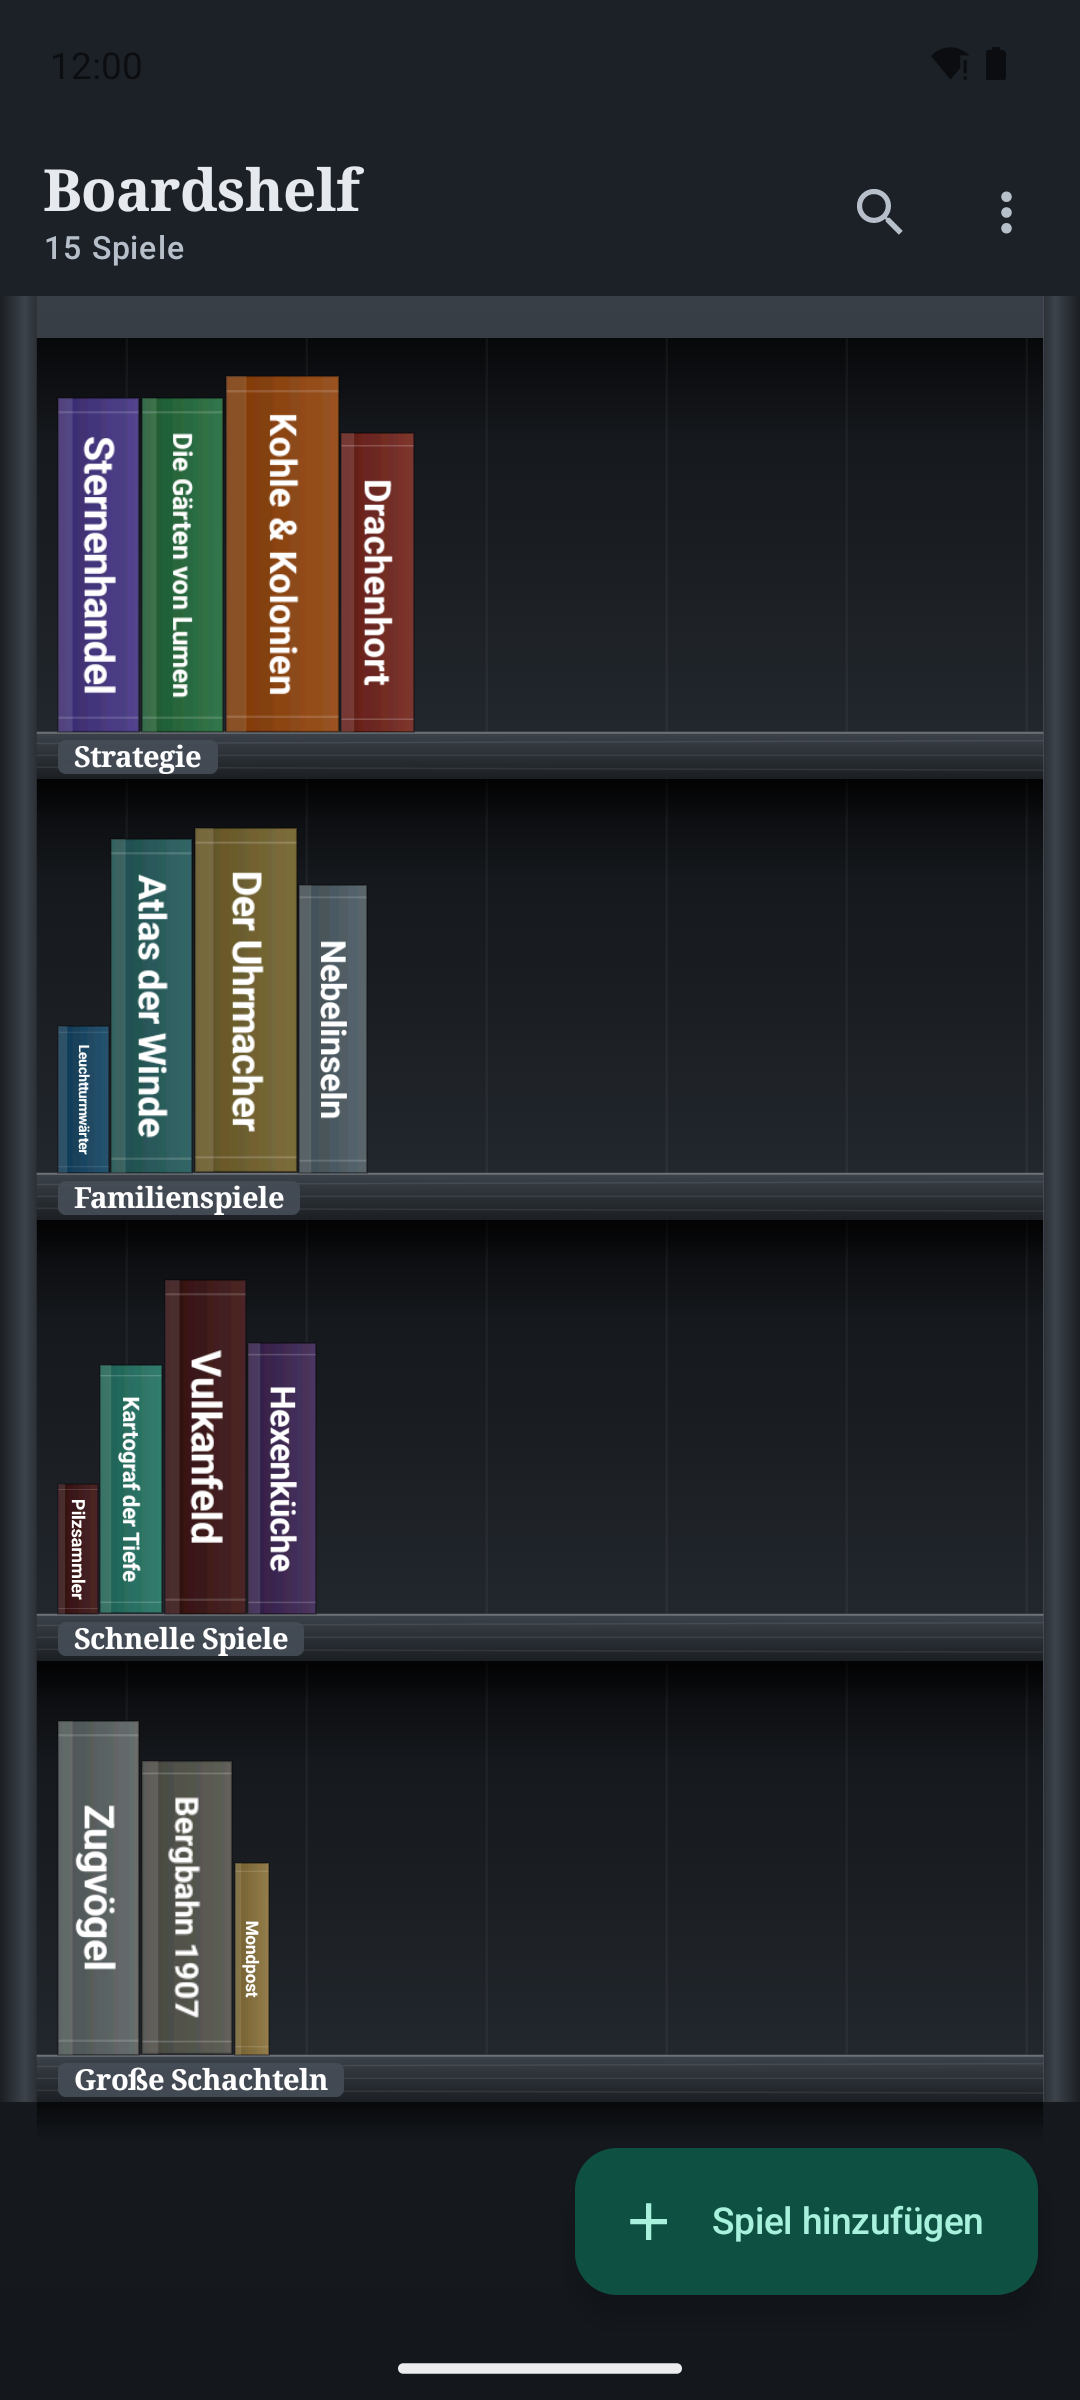 12:00
Boardshelf
15 Spiele
Sternenhandel
Die Gärten von Lumen
Kohle & Kolonien
Drachenhort
Strategie
Leuchtturmwärter
Atlas der Winde
Der Uhrmacher
Nebelinseln
Familienspiele
Pilzsammler
Kartograf der Tiefe
Vulkanfeld
Hexenküche
Schnelle Spiele
Zugvögel
Bergbahn 1907
Mondpost
Große Schachteln
Spiel hinzufügen